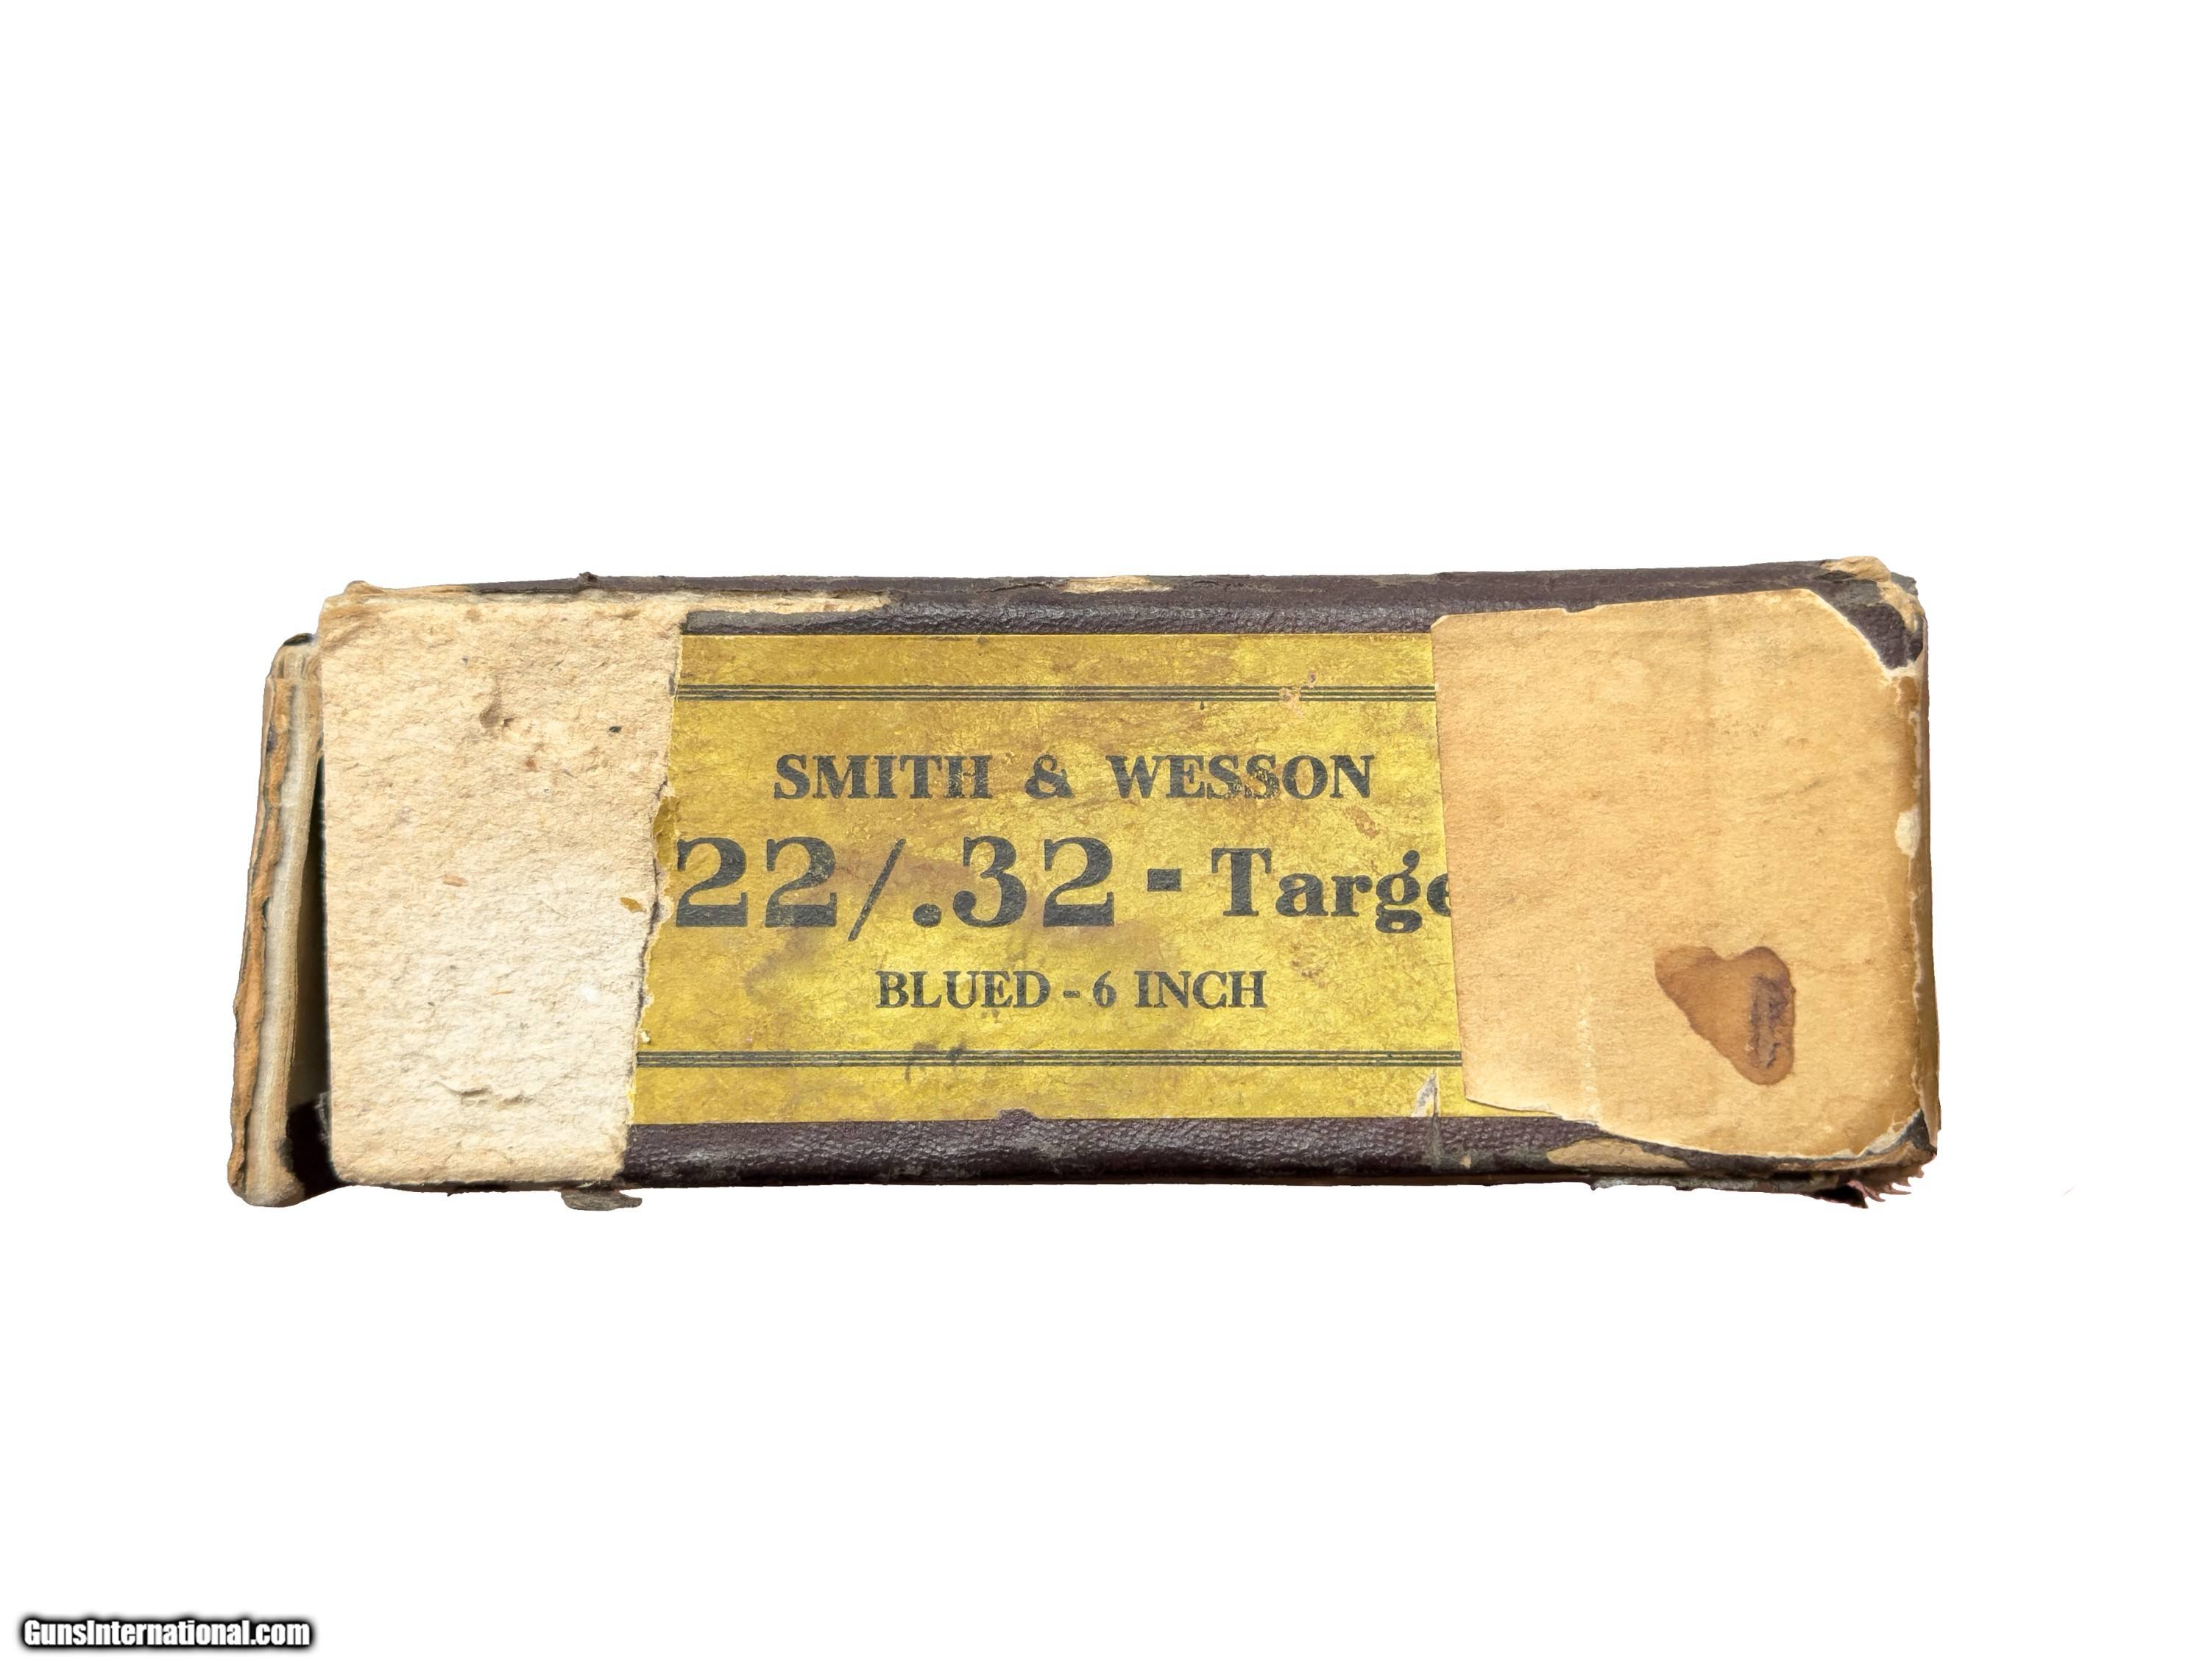 SMITH & WESSON
22/.32 - Targe
BLUED - 6 INCH
GunsInternational.com